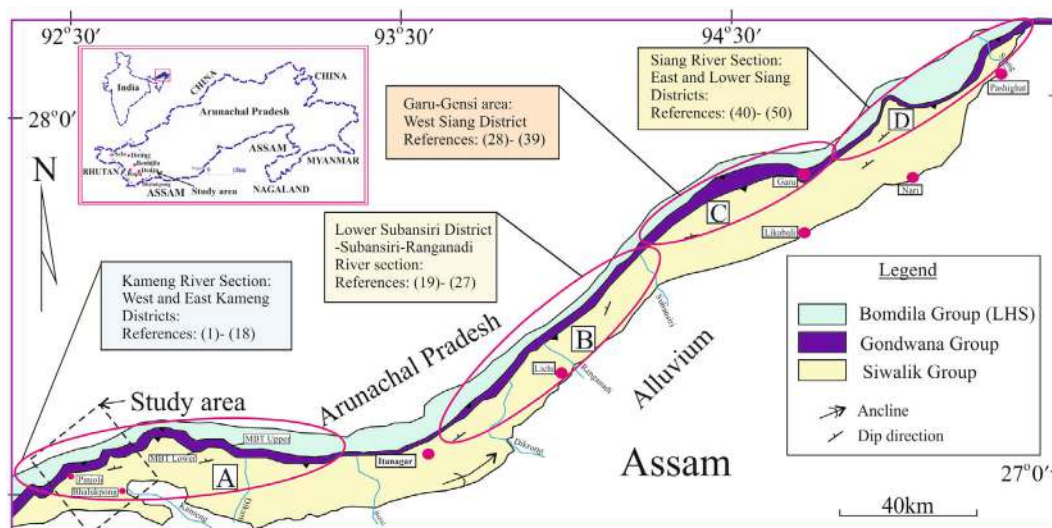 92°30'
93°30'
94°30'
28°0'
27°0'
N
India
CHINA
CHINA
Arunachal Pradesh
ASSAM
MYANMAR
BHUTAN
NAGALAND
ASSAM
Study area
Dirang
Bomdila
Garu-Gensi area:
West Siang District
References: (28)- (39)
Siang River Section:
East and Lower Siang
Districts:
References: (40)- (50)
Lower Subansiri District
-Subansiri-Ranganadi
River section:
References: (19)- (27)
Kameng River Section:
West and East Kameng
Districts:
References: (1)- (18)
Siang
Pashighat
D
Garu
Nari
C
Likabali
Subansiri
B
Ranganadi
Lichi
Arunachal Pradesh
Alluvium
Study area
MBT Upper
MBT Lower
A
Itanagar
Dikrong
Pinjoli
Bhalukpong
Kameng
Assam
Legend
Bomdila Group (LHS)
Gondwana Group
Siwalik Group
Ancline
Dip direction
40km